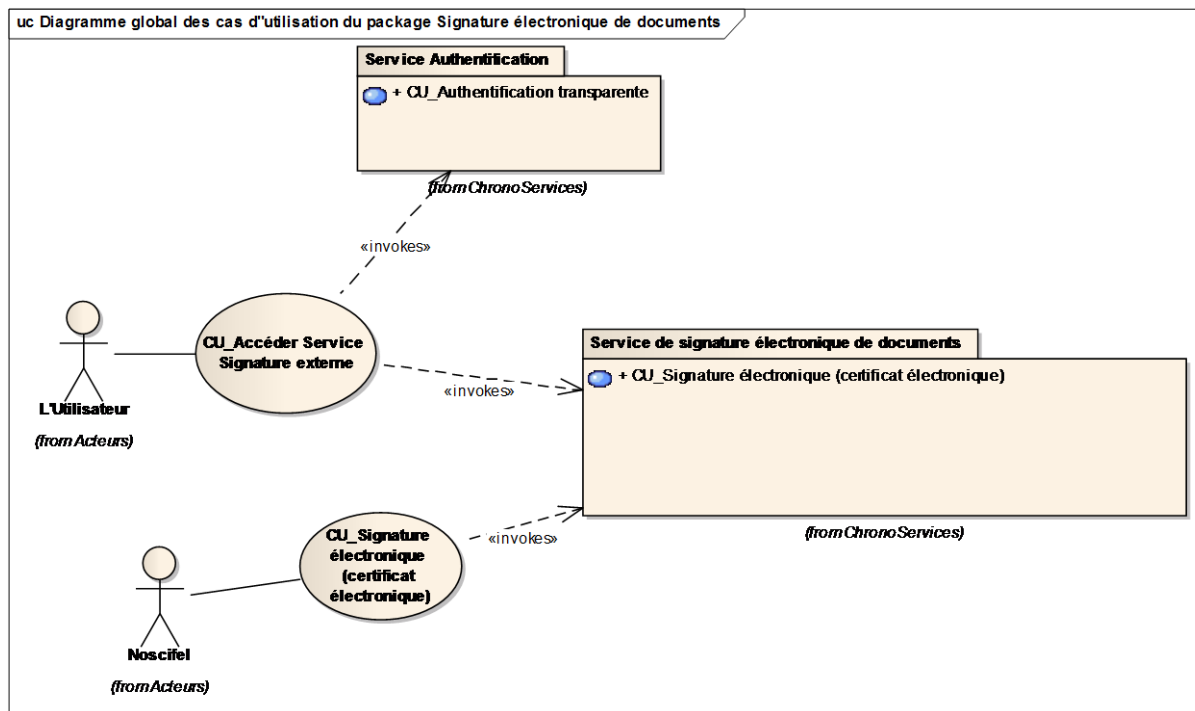 uc Diagramme global des cas d"utilisation du package Signature électronique de documents
Service Authentification
+ CU_Authentification transparente
(from ChronoServices)
«invokes»
CU_Accéder Service
Signature externe
L'Utilisateur
(from Acteurs)
«invokes»
Service de signature électronique de documents
+ CU_Signature électronique (certificat électronique)
(from ChronoServices)
CU_Signature
électronique
(certificat
électronique)
«invokes»
Noscifel
(from Acteurs)